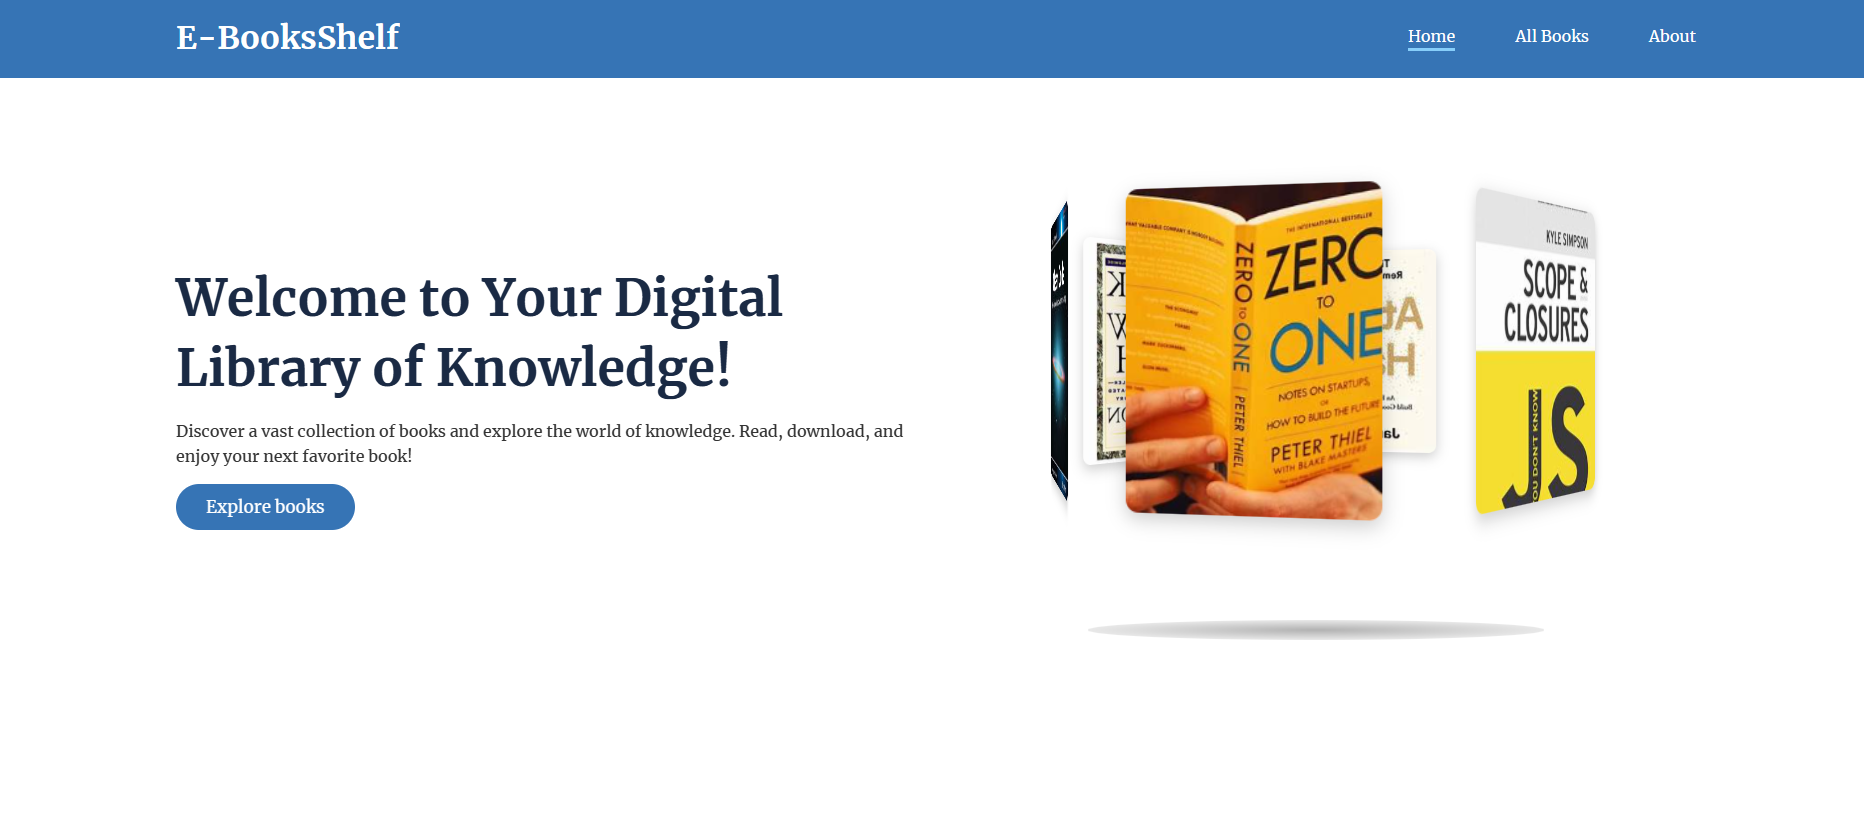 E-BooksShelf
Home
All Books
About
Welcome to Your Digital
Library of Knowledge!
Discover a vast collection of books and explore the world of knowledge. Read, download, and
enjoy your next favorite book!
Explore books
THE INTERNATIONAL BESTSELLER
ZERO
TO
ONE
NOTES ON STARTUPS,
OR
HOW TO BUILD THE FUTURE
PETER THIEL
WITH BLAKE MASTERS
ZERO TO ONE PETER THIEL
KYLE SIMPSON
SCOPE &
CLOSURES
YOU DON'T KNOW
JS